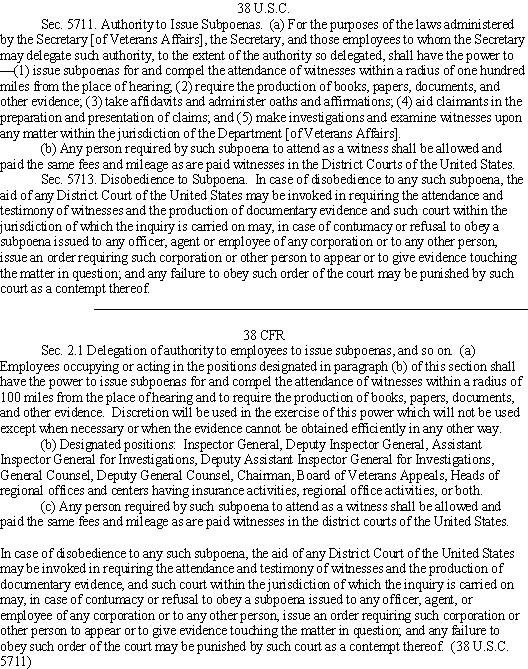 38 U.S.C.
Sec. 5711. Authority to Issue Subpoenas. (a) For the purposes of the laws administered
by the Secretary [of Veterans Affairs], the Secretary, and those employees to whom the Secretary
may delegate such authority, to the extent of the authority so delegated, shall have the power to
—(1) issue subpoenas for and compel the attendance of witnesses within a radius of one hundred
miles from the place of hearing; (2) require the production of books, papers, documents, and
other evidence; (3) take affidavits and administer oaths and affirmations; (4) aid claimants in the
preparation and presentation of claims; and (5) make investigations and examine witnesses upon
any matter within the jurisdiction of the Department [of Veterans Affairs].
(b) Any person required by such subpoena to attend as a witness shall be allowed and
paid the same fees and mileage as are paid witnesses in the District Courts of the United States.
Sec. 5713. Disobedience to Subpoena. In case of disobedience to any such subpoena, the
aid of any District Court of the United States may be invoked in requiring the attendance and
testimony of witnesses and the production of documentary evidence and such court within the
jurisdiction of which the inquiry is carried on may, in case of contumacy or refusal to obey a
subpoena issued to any officer, agent or employee of any corporation or to any other person,
issue an order requiring such corporation or other person to appear or to give evidence touching
the matter in question; and any failure to obey such order of the court may be punished by such
court as a contempt thereof.
38 CFR
Sec. 2.1 Delegation of authority to employees to issue subpoenas, and so on. (a)
Employees occupying or acting in the positions designated in paragraph (b) of this section shall
have the power to issue subpoenas for and compel the attendance of witnesses within a radius of
100 miles from the place of hearing and to require the production of books, papers, documents,
and other evidence. Discretion will be used in the exercise of this power which will not be used
except when necessary or when the evidence cannot be obtained efficiently in any other way.
(b) Designated positions: Inspector General, Deputy Inspector General, Assistant
Inspector General for Investigations, Deputy Assistant Inspector General for Investigations,
General Counsel, Deputy General Counsel, Chairman, Board of Veterans Appeals, Heads of
regional offices and centers having insurance activities, regional office activities, or both.
(c) Any person required by such subpoena to attend as a witness shall be allowed and
paid the same fees and mileage as are paid witnesses in the district courts of the United States.
In case of disobedience to any such subpoena, the aid of any District Court of the United States
may be invoked in requiring the attendance and testimony of witnesses and the production of
documentary evidence, and such court within the jurisdiction of which the inquiry is carried on
may, in case of contumacy or refusal to obey a subpoena issued to any officer, agent, or
employee of any corporation or to any other person, issue an order requiring such corporation or
other person to appear or to give evidence touching the matter in question; and any failure to
obey such order of the court may be punished by such court as a contempt thereof. (38 U.S.C.
5711)